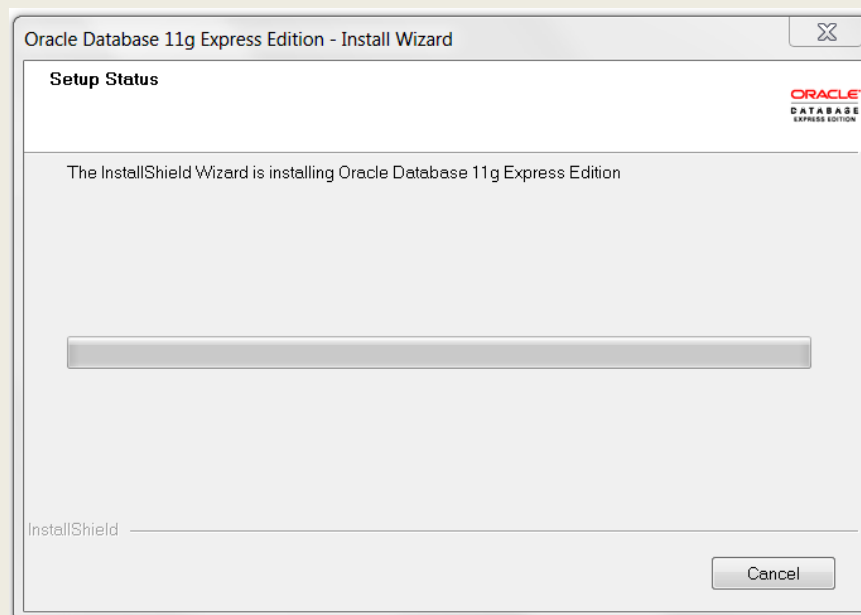 Oracle Database 11g Express Edition - Install Wizard
Setup Status
ORACLE
DATABASE
EXPRESS EDITION
The InstallShield Wizard is installing Oracle Database 11g Express Edition
InstallShield
Cancel